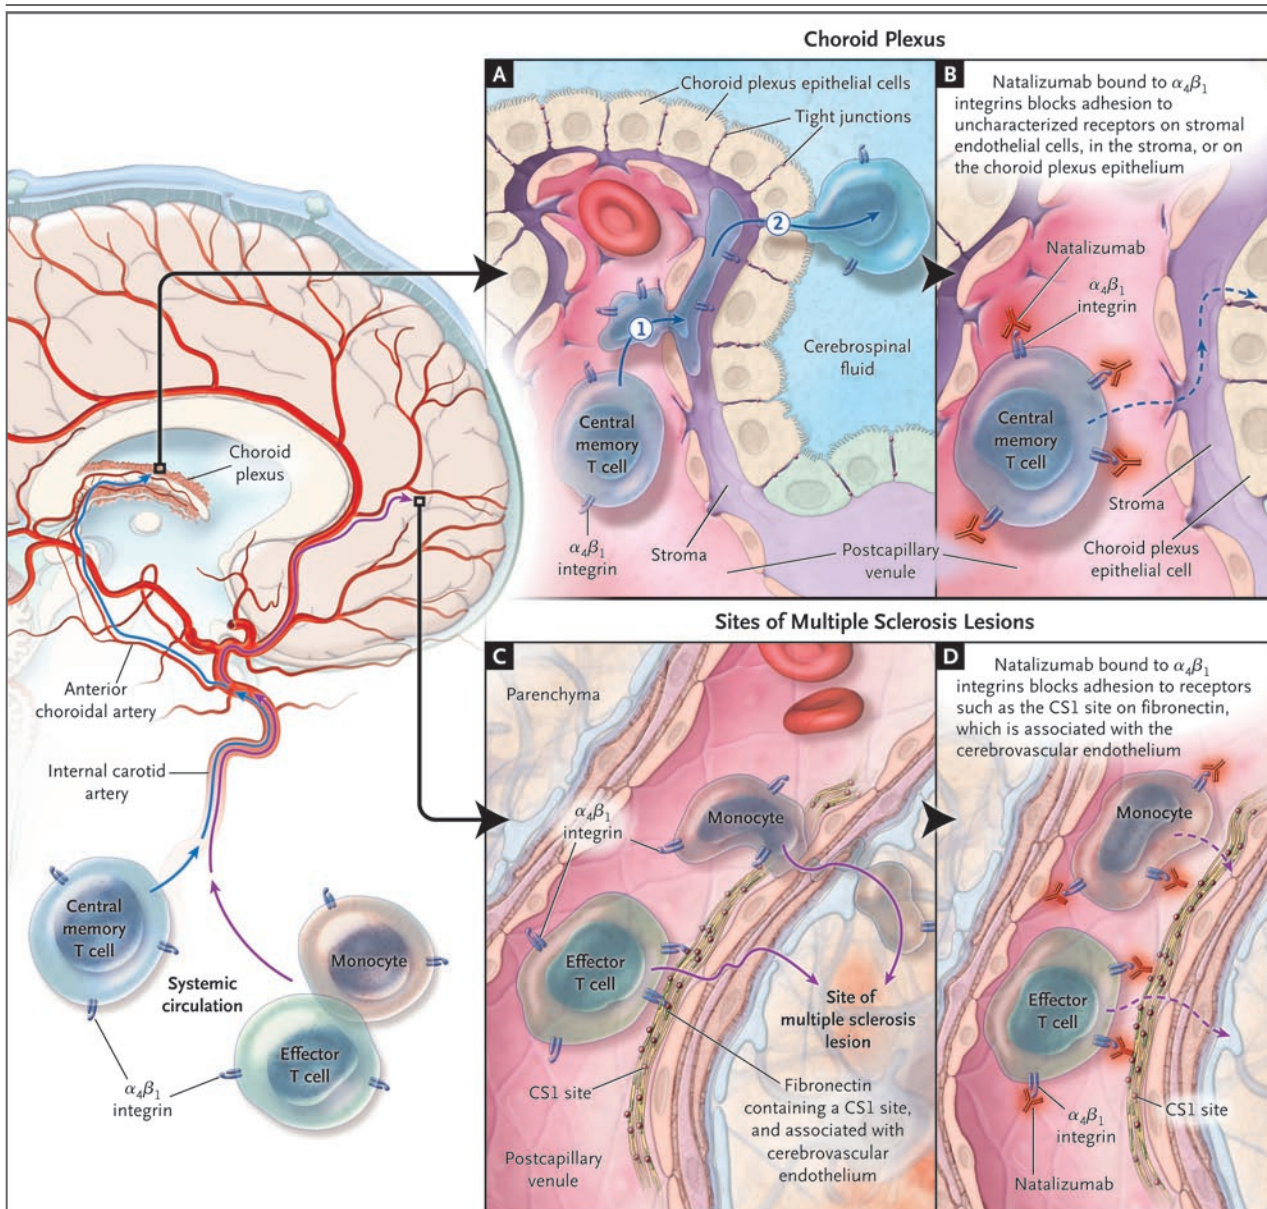 Choroid Plexus
A
Choroid plexus epithelial cells
Tight junctions
2
1
Cerebrospinal
fluid
Central
memory
T cell
α4β1
integrin
Stroma
Postcapillary
venule
B
Natalizumab bound to α4β1
integrins blocks adhesion to
uncharacterized receptors on stromal
endothelial cells, in the stroma, or on
the choroid plexus epithelium
Natalizumab
α4β1
integrin
Central
memory
T cell
Stroma
Choroid plexus
epithelial cell
Choroid
plexus
Anterior
choroidal artery
Internal carotid
artery
Central
memory
T cell
Monocyte
Systemic
circulation
Effector
T cell
α4β1
integrin
Sites of Multiple Sclerosis Lesions
C
Parenchyma
α4β1
integrin
Monocyte
Effector
T cell
Site of
multiple sclerosis
lesion
CS1 site
Fibronectin
containing a CS1 site,
and associated with
cerebrovascular
endothelium
Postcapillary
venule
D
Natalizumab bound to α4β1
integrins blocks adhesion to receptors
such as the CS1 site on fibronectin,
which is associated with the
cerebrovascular endothelium
Monocyte
Effector
T cell
CS1 site
α4β1
integrin
Natalizumab